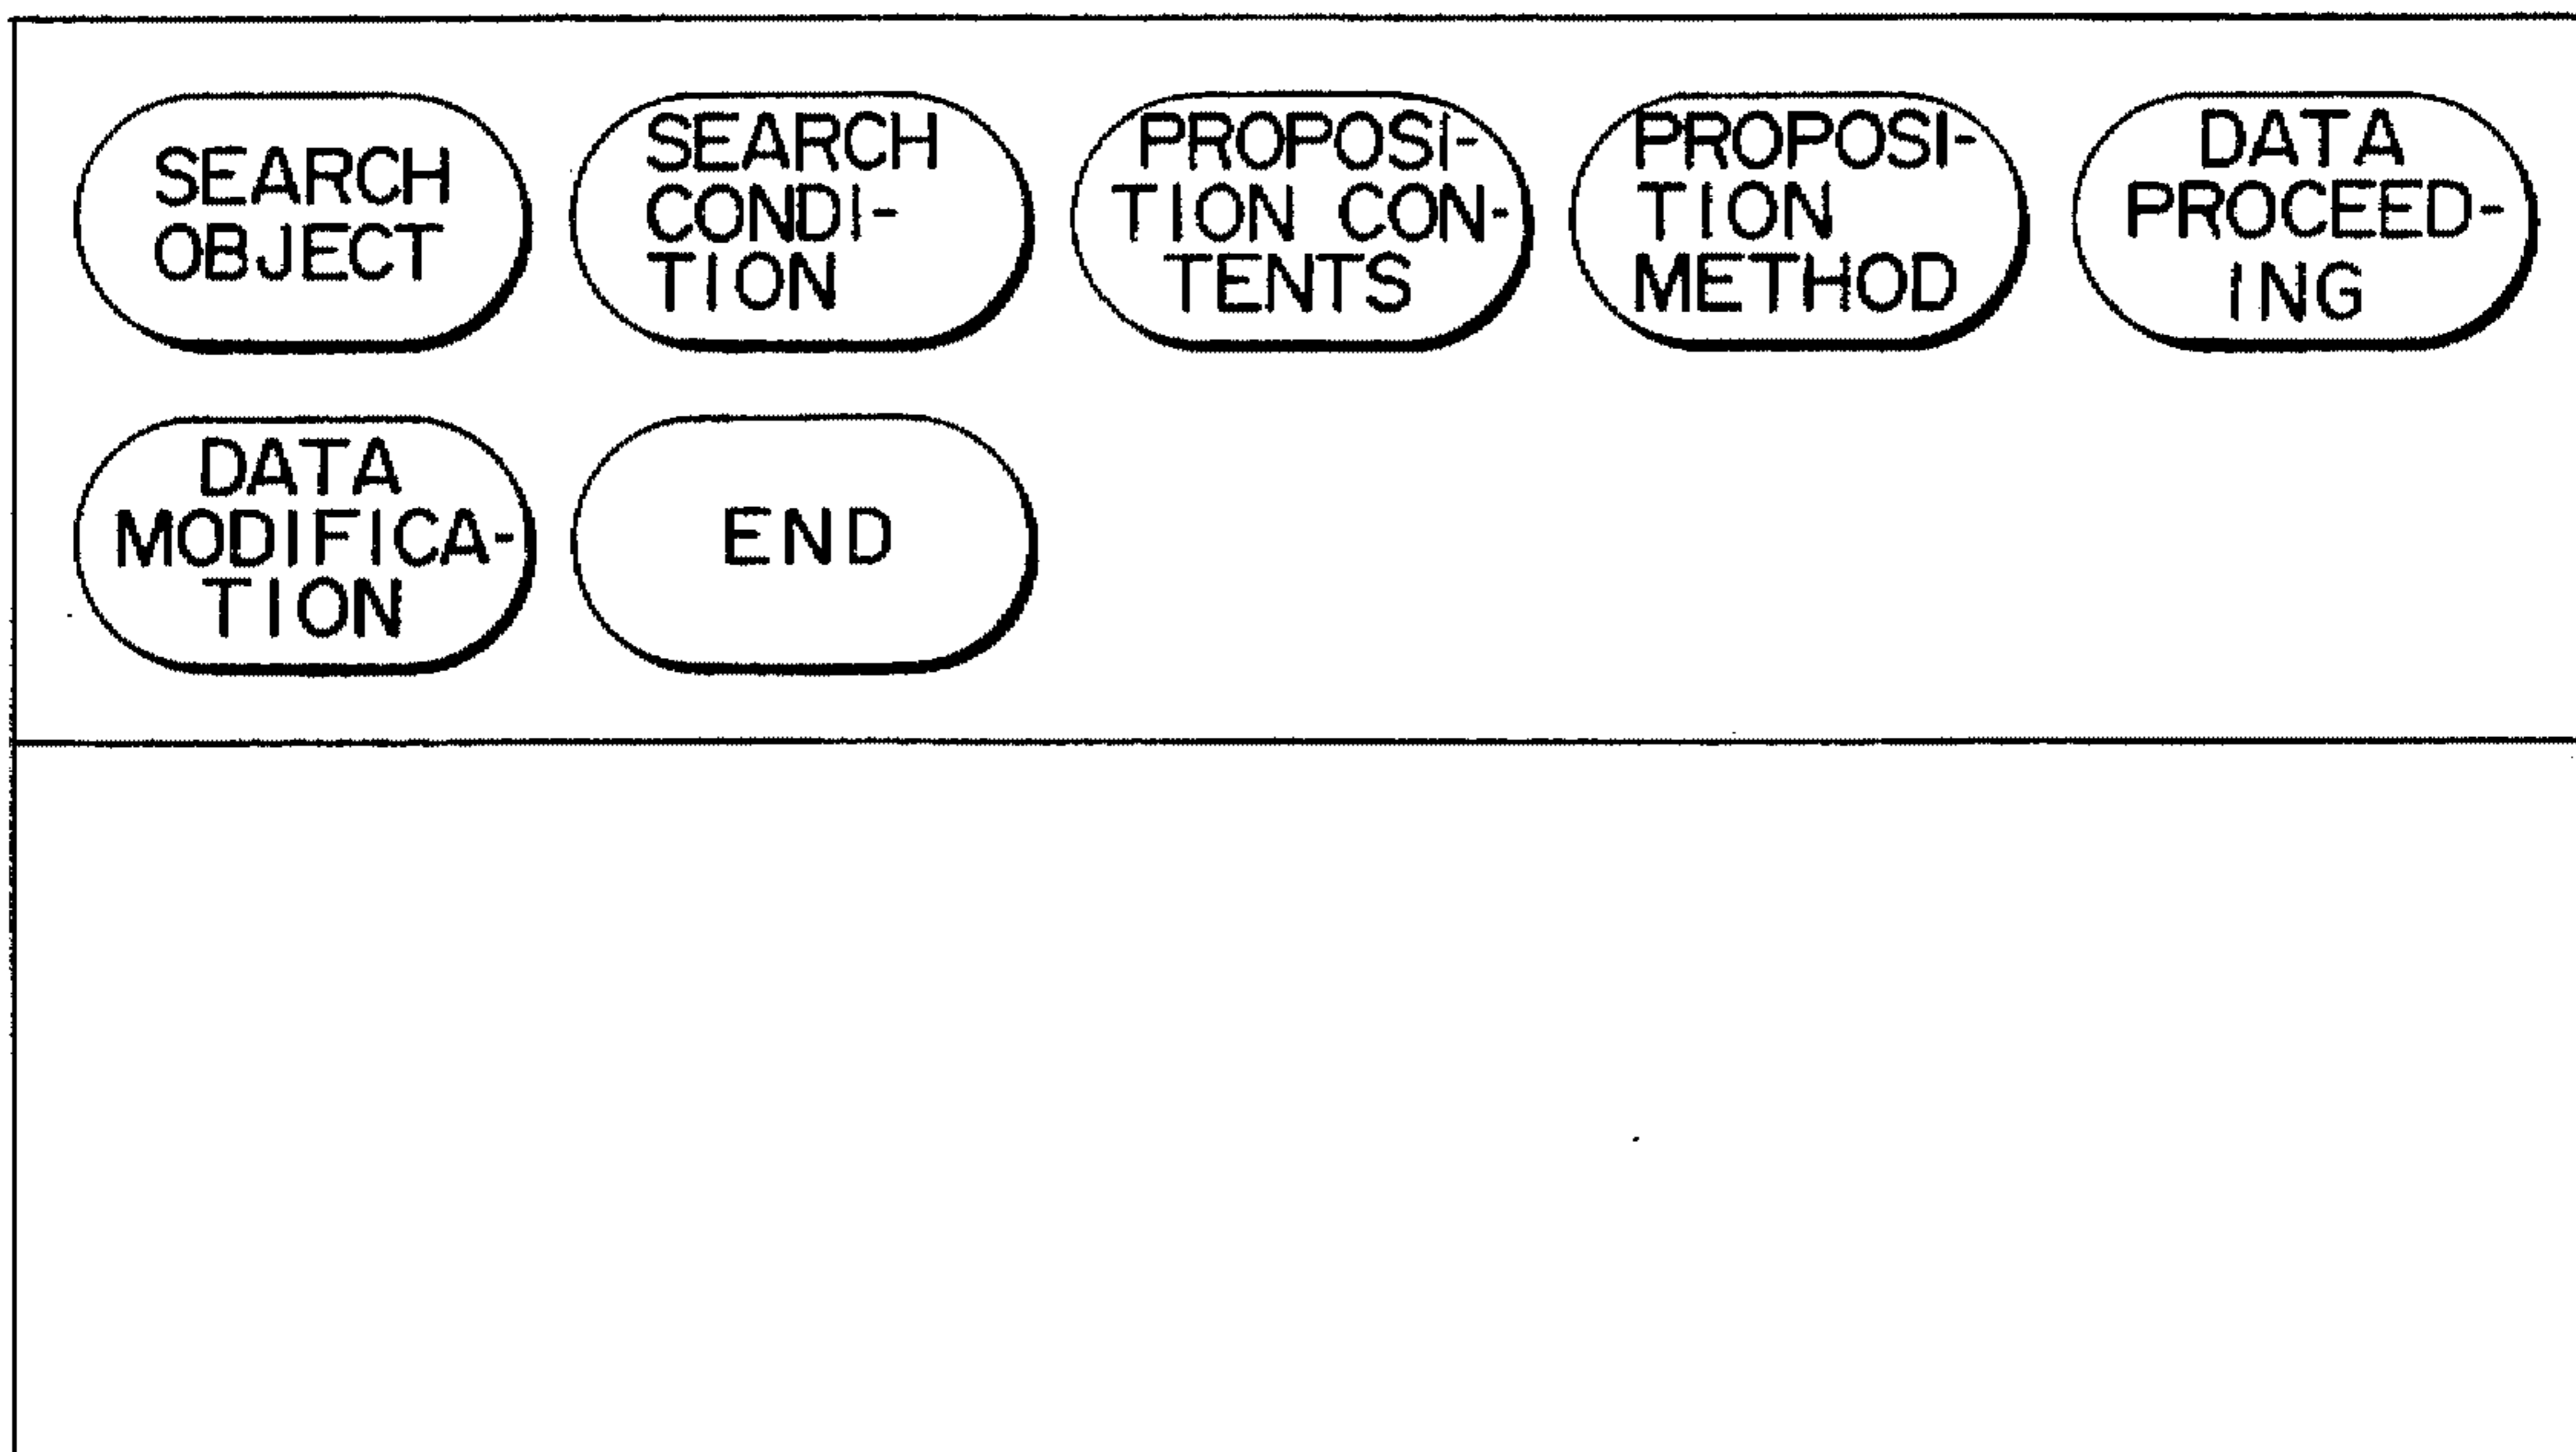 SEARCH
OBJECT
SEARCH
CONDI-
TION
PROPOSI-
TION CON-
TENTS
PROPOSI-
TION
METHOD
DATA
PROCEED-
ING
DATA
MODIFICA-
TION
END